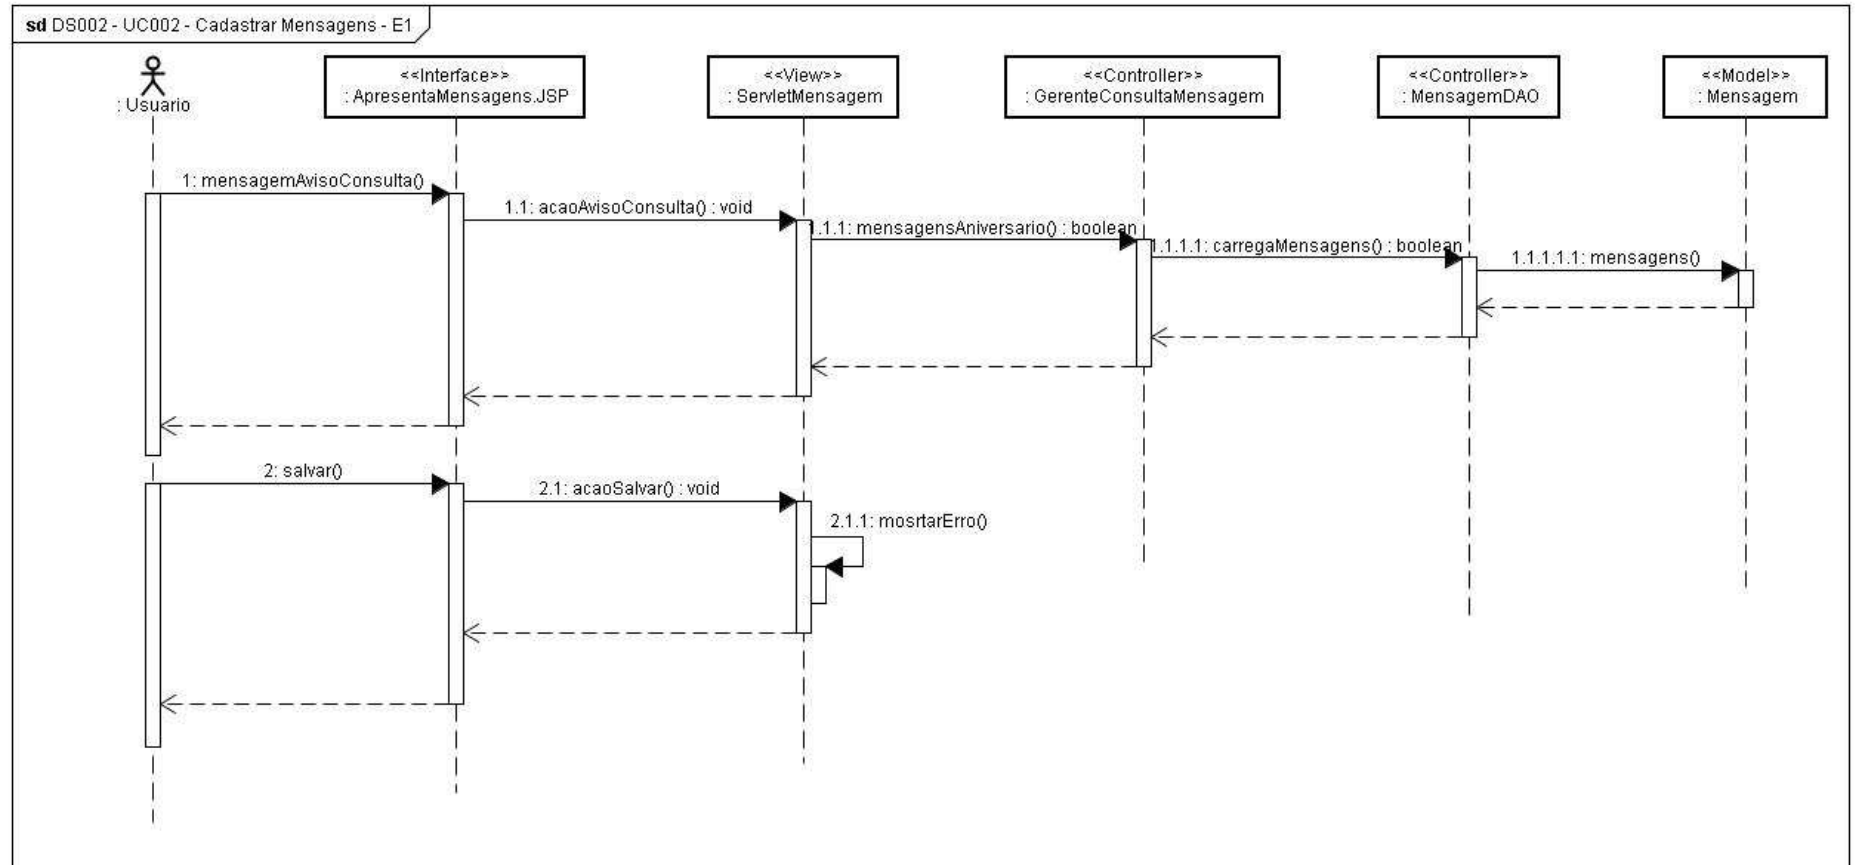 sd DS002 - UC002 - Cadastrar Mensagens - E1
: Usuario
<<Interface>>
: ApresentaMensagens.JSP
<<View>>
: ServletMensagem
<<Controller>>
: GerenteConsultaMensagem
<<Controller>>
: MensagemDAO
<<Model>>
: Mensagem
1: mensagemAvisoConsulta()
1.1: acaoAvisoConsulta() : void
1.1.1: mensagensAniversario() : boolean
1.1.1.1: carregaMensagens() : boolean
1.1.1.1.1: mensagens()
2: salvar()
2.1: acaoSalvar() : void
2.1.1: mosrtarErro()